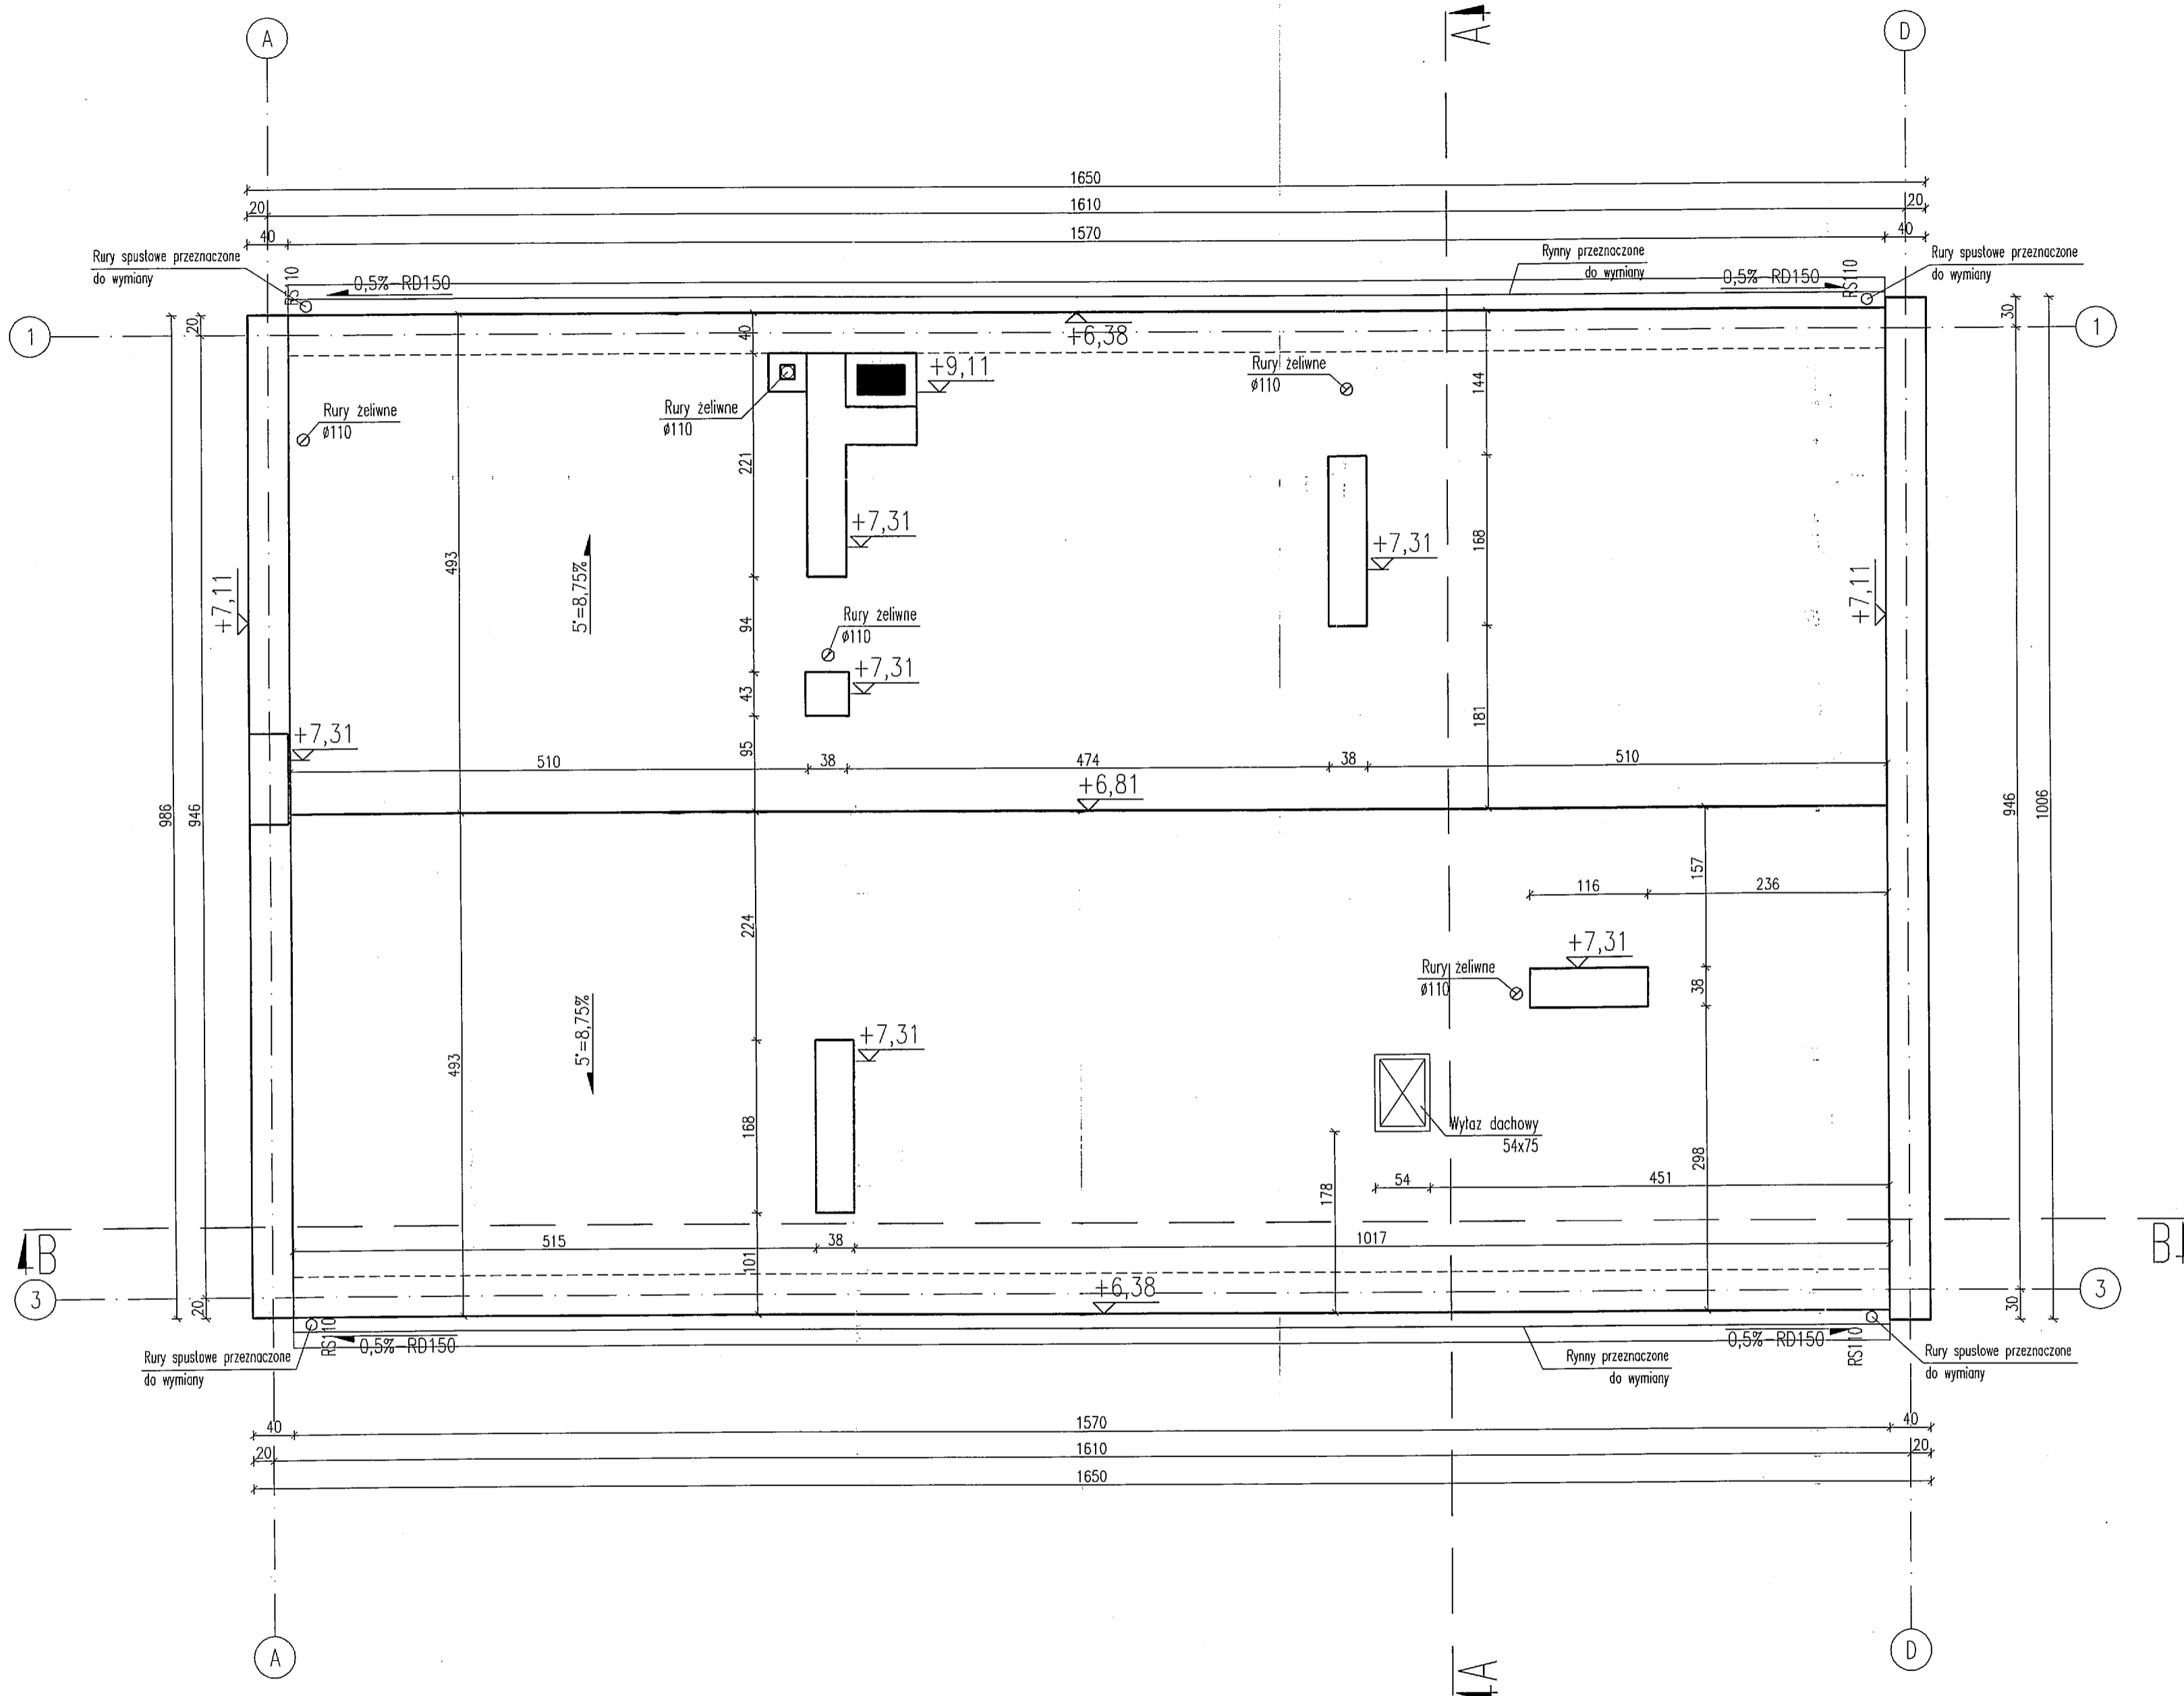 A
D
A
1650
20
1610
20
40
1570
40
Rury spustowe przeznaczone
do wymiany
Rynny przeznaczone
do wymiany
Rury spustowe przeznaczone
do wymiany
0,5%-RD150
0,5%-RD150
RS110
1
20
40
+6,38
30
1
+9,11
Rury żeliwne
ø110
144
Rury żeliwne
ø110
Rury żeliwne
ø110
221
+7,31
+7,31
168
493
5°=8,75%
+7,11
+7,11
94
Rury żeliwne
ø110
+7,31
43
181
+7,31
95
510
38
474
38
510
+6,81
986
946
946
1006
157
116
236
224
+7,31
Rury żeliwne
ø110
38
493
5°=8,75%
+7,31
168
Wyłaz dachowy
54x75
298
178
54
451
B
B
515
38
1017
101
+6,38
3
20
30
3
RS110
0,5%-RD150
0,5%-RD150
RS110
Rury spustowe przeznaczone
do wymiany
Rynny przeznaczone
do wymiany
Rury spustowe przeznaczone
do wymiany
40
1570
40
20
1610
20
1650
A
D
A